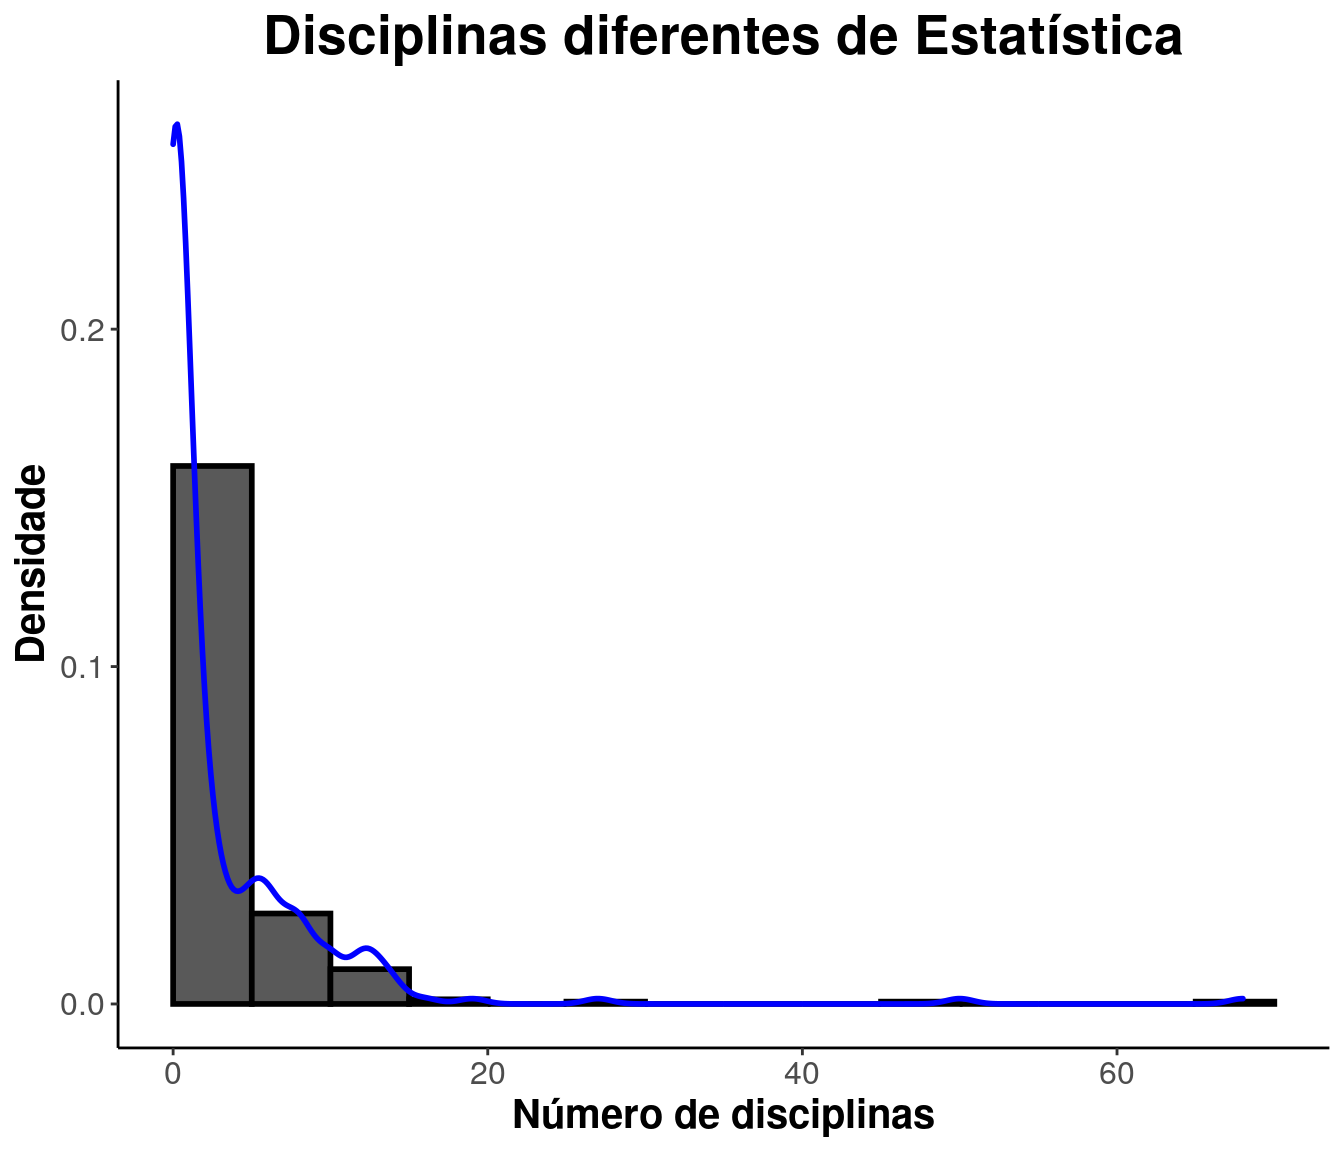 Disciplinas diferentes de Estatística
Densidade
0.2
0.1
0.0
0 20 40 60
Número de disciplinas